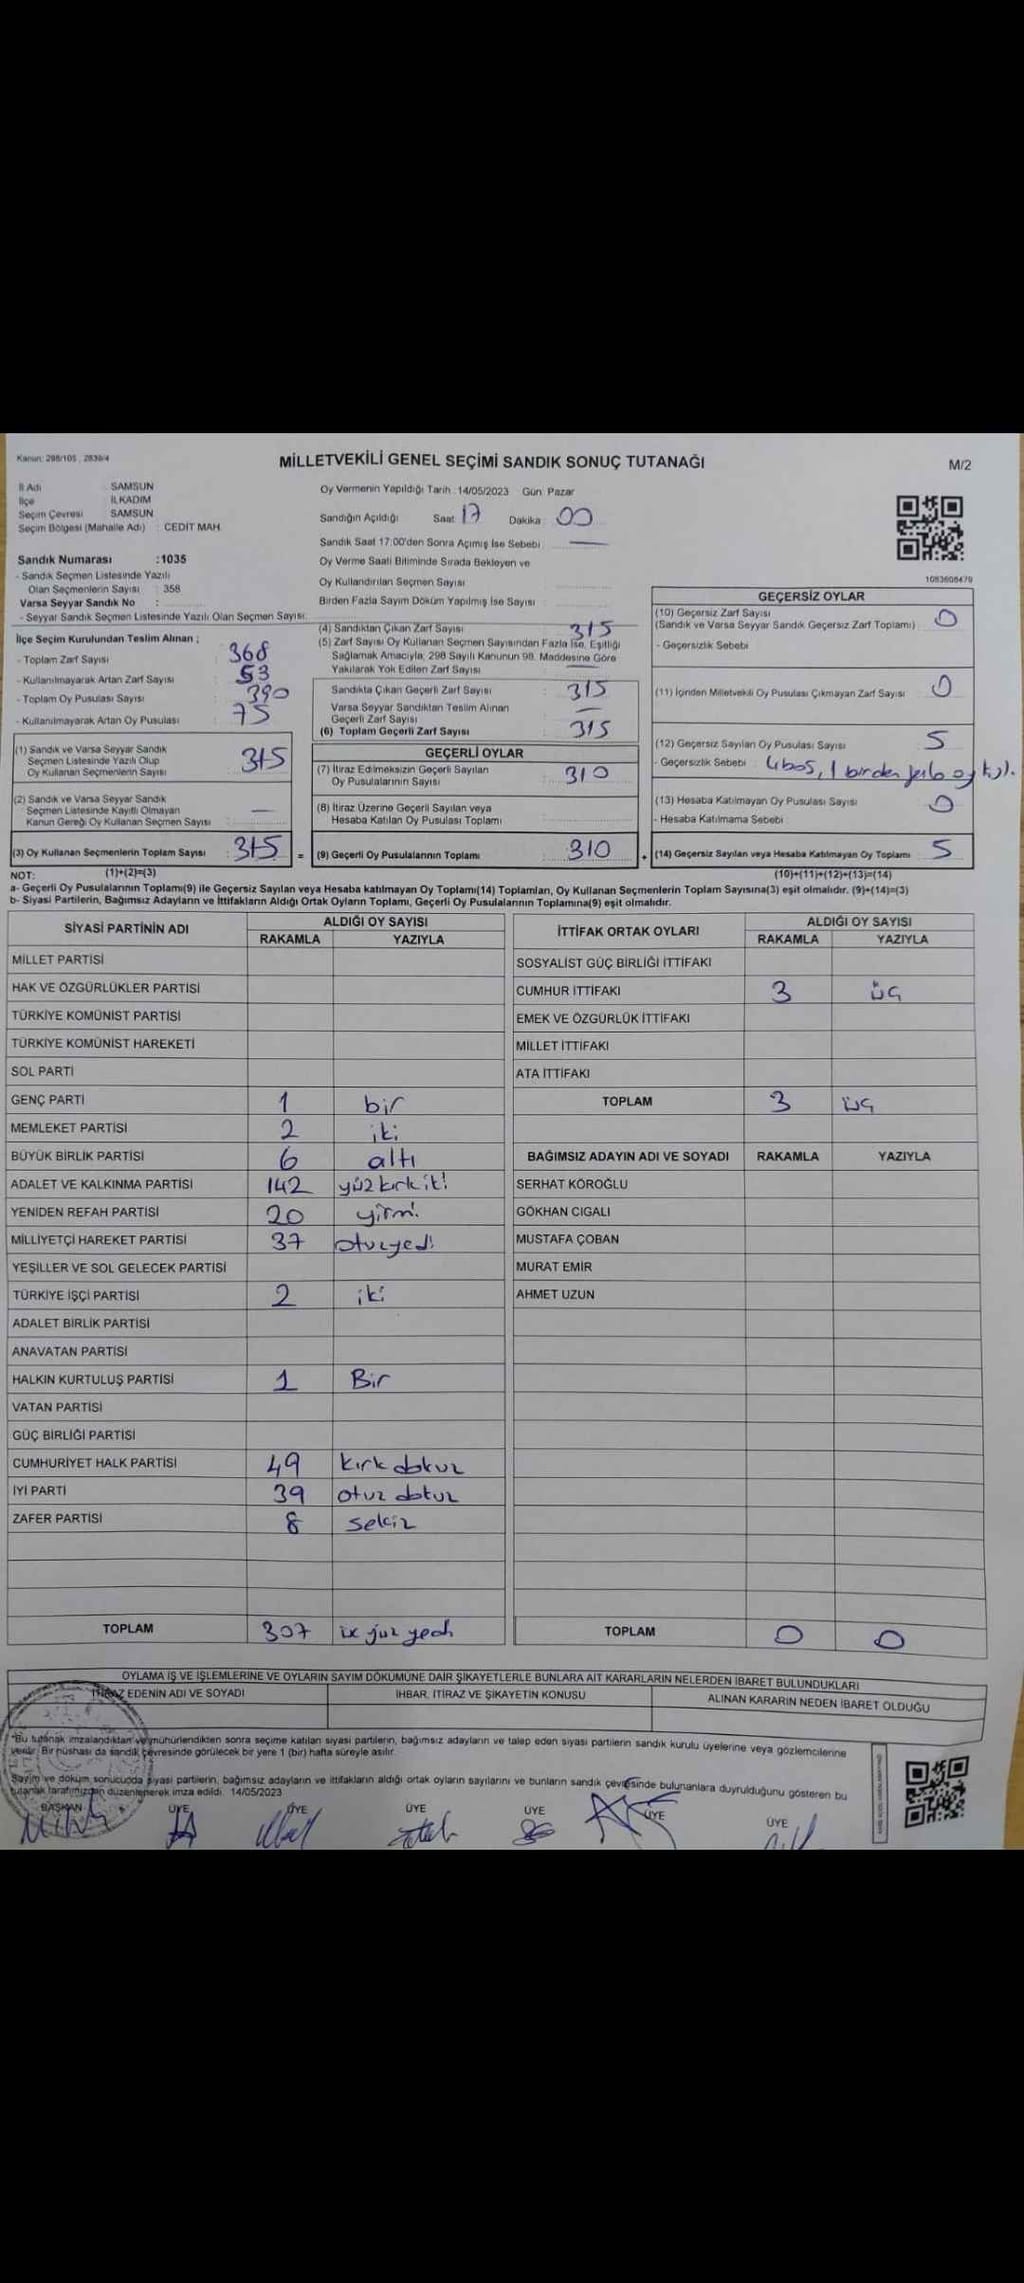 Kanun: 298/105 , 2839/4
MİLLETVEKİLİ GENEL SEÇİMİ SANDIK SONUÇ TUTANAĞI
M/2
İl Adı : SAMSUN
İlçe : İLKADIM
Seçim Çevresi : SAMSUN
Seçim Bölgesi (Mahalle Adı) : CEDİT MAH.
Sandık Numarası :1035
- Sandık Seçmen Listesinde Yazılı
Olan Seçmenlerin Sayısı : 358
Varsa Seyyar Sandık No :
- Seyyar Sandık Seçmen Listesinde Yazılı Olan Seçmen Sayısı:
Oy Vermenin Yapıldığı Tarih :14/05/2023 Gün: Pazar
Sandığın Açıldığı Saat 17 Dakika : 00
Sandık Saat 17:00'den Sonra Açımış İse Sebebi : —
Oy Verme Saati Bitiminde Sırada Bekleyen ve
Oy Kullandırılan Seçmen Sayısı :
Birden Fazla Sayım Döküm Yapılmış İse Sayısı :
1083608479
İlçe Seçim Kurulundan Teslim Alınan ;
- Toplam Zarf Sayısı : 368
- Kullanılmayarak Artan Zarf Sayısı : 53
- Toplam Oy Pusulası Sayısı : 390
- Kullanılmayarak Artan Oy Pusulası : 75
(1) Sandık ve Varsa Seyyar Sandık
Seçmen Listesinde Yazılı Olup
Oy Kullanan Seçmenlerin Sayısı : 315
(2) Sandık ve Varsa Seyyar Sandık
Seçmen Listesinde Kayıtlı Olmayan
Kanun Gereği Oy Kullanan Seçmen Sayısı : —
(3) Oy Kullanan Seçmenlerin Toplam Sayısı : 315 =
(4) Sandıktan Çıkan Zarf Sayısı : 315
(5) Zarf Sayısı Oy Kullanan Seçmen Sayısından Fazla İse, Eşitliği
Sağlamak Amacıyla, 298 Sayılı Kanunun 98. Maddesine Göre
Yakılarak Yok Edilen Zarf Sayısı : —
Sandıkta Çıkan Geçerli Zarf Sayısı : 315
Varsa Seyyar Sandıktan Teslim Alınan
Geçerli Zarf Sayısı : —
(6) Toplam Geçerli Zarf Sayısı : 315
GEÇERLİ OYLAR
(7) İtiraz Edilmeksizin Geçerli Sayılan
Oy Pusulalarının Sayısı : 310
(8) İtiraz Üzerine Geçerli Sayılan veya
Hesaba Katılan Oy Pusulası Toplamı :
(9) Geçerli Oy Pusulalarının Toplamı : 310 +
GEÇERSİZ OYLAR
(10) Geçersiz Zarf Sayısı
(Sandık ve Varsa Seyyar Sandık Geçersiz Zarf Toplamı) : 0
- Geçersizlik Sebebi :
(11) İçinden Milletvekili Oy Pusulası Çıkmayan Zarf Sayısı : 0
(12) Geçersiz Sayılan Oy Pusulası Sayısı : 5
- Geçersizlik Sebebi : 4 boş, 1 birden
(13) Hesaba Katılmayan Oy Pusulası Sayısı : 0
- Hesaba Katılmama Sebebi :
(14) Geçersiz Sayılan veya Hesaba Katılmayan Oy Toplamı : 5
NOT: (1)+(2)=(3) (10)+(11)+(12)+(13)=(14)
a- Geçerli Oy Pusulalarının Toplamı(9) ile Geçersiz Sayılan veya Hesaba katılmayan Oy Toplamı(14) Toplamları, Oy Kullanan Seçmenlerin Toplam Sayısına(3) eşit olmalıdır. (9)+(14)=(3)
b- Siyasi Partilerin, Bağımsız Adayların ve İttifakların Aldığı Ortak Oyların Toplamı, Geçerli Oy Pusulalarının Toplamına(9) eşit olmalıdır.
SİYASİ PARTİNİN ADI ALDIĞI OY SAYISI
RAKAMLA YAZIYLA
MİLLET PARTİSİ
HAK VE ÖZGÜRLÜKLER PARTİSİ
TÜRKİYE KOMÜNİST PARTİSİ
TÜRKİYE KOMÜNİST HAREKETİ
SOL PARTİ
GENÇ PARTİ 1 bir
MEMLEKET PARTİSİ 2 iki
BÜYÜK BİRLİK PARTİSİ 6 altı
ADALET VE KALKINMA PARTİSİ 142 yüzkırkiki
YENİDEN REFAH PARTİSİ 20 yirmi
MİLLİYETÇİ HAREKET PARTİSİ 37 otuzyedi
YEŞİLLER VE SOL GELECEK PARTİSİ
TÜRKİYE İŞÇİ PARTİSİ 2 iki
ADALET BİRLİK PARTİSİ
ANAVATAN PARTİSİ
HALKIN KURTULUŞ PARTİSİ 1 Bir
VATAN PARTİSİ
GÜÇ BİRLİĞİ PARTİSİ
CUMHURİYET HALK PARTİSİ 49 kırk dokuz
İYİ PARTİ 39 otuz dokuz
ZAFER PARTİSİ 8 sekiz
TOPLAM 307 üç yüz yedi
İTTİFAK ORTAK OYLARI ALDIĞI OY SAYISI
RAKAMLA YAZIYLA
SOSYALİST GÜÇ BİRLİĞİ İTTİFAKI
CUMHUR İTTİFAKI 3 üç
EMEK VE ÖZGÜRLÜK İTTİFAKI
MİLLET İTTİFAKI
ATA İTTİFAKI
TOPLAM 3 üç
BAĞIMSIZ ADAYIN ADI VE SOYADI RAKAMLA YAZIYLA
SERHAT KÖROĞLU
GÖKHAN CIGALI
MUSTAFA ÇOBAN
MURAT EMİR
AHMET UZUN
TOPLAM 0 0
OYLAMA İŞ VE İŞLEMLERİNE VE OYLARIN SAYIM DÖKÜMÜNE DAİR ŞİKAYETLERLE BUNLARA AİT KARARLARIN NELERDEN İBARET BULUNDUKLARI
İTİRAZ EDENİN ADI VE SOYADI İHBAR, İTİRAZ VE ŞİKAYETİN KONUSU ALINAN KARARIN NEDEN İBARET OLDUĞU
*Bu tutanak imzalandıktan ve mühürlendikten sonra seçime katılan siyasi partilerin, bağımsız adayların ve talep eden siyasi partilerin sandık kurulu üyelerine veya gözlemcilerine
verilir. Bir nüshası da sandık çevresinde görülecek bir yere 1 (bir) hafta süreyle asılır.
Sayım ve döküm sonucunda siyasi partilerin, bağımsız adayların ve ittifakların aldığı ortak oyların sayılarını ve bunların sandık çevresinde bulunanlara duyrulduğunu gösteren bu
tutanak tarafımızdan düzenlenerek imza edildi. 14/05/2023
BAŞKAN ÜYE ÜYE ÜYE ÜYE ÜYE ÜYE